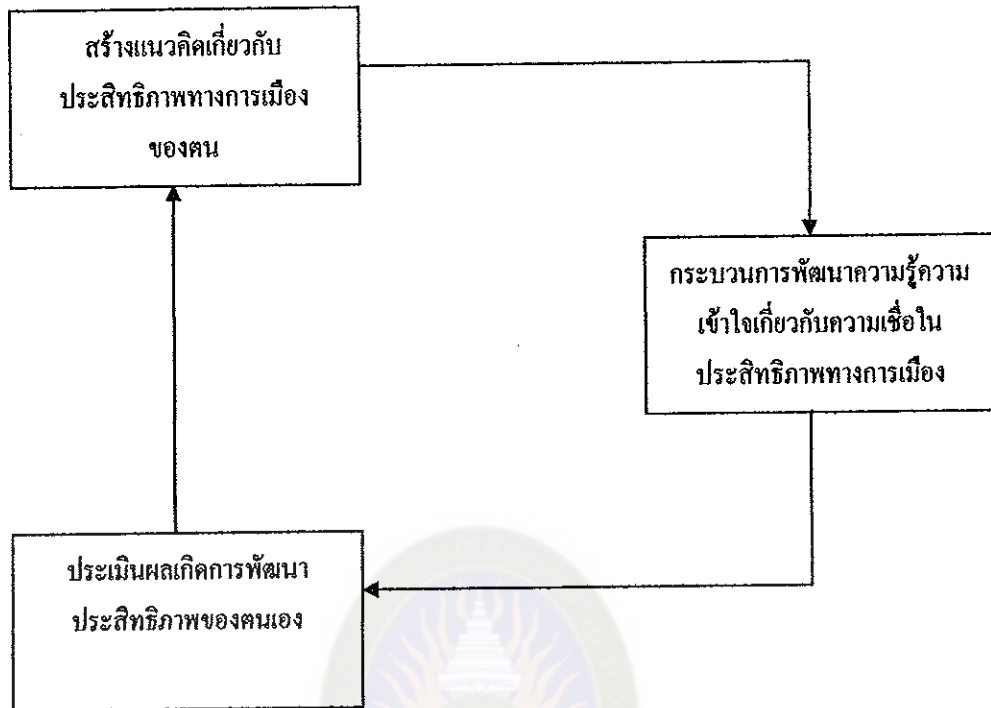 สร้างแนวคิดเกี่ยวกับ
ประสิทธิภาพทางการเมือง
ของตน
กระบวนการพัฒนาความรู้ความ
เข้าใจเกี่ยวกับความเชื่อใน
ประสิทธิภาพทางการเมือง
ประเมินผลเกิดการพัฒนา
ประสิทธิภาพของตนเอง